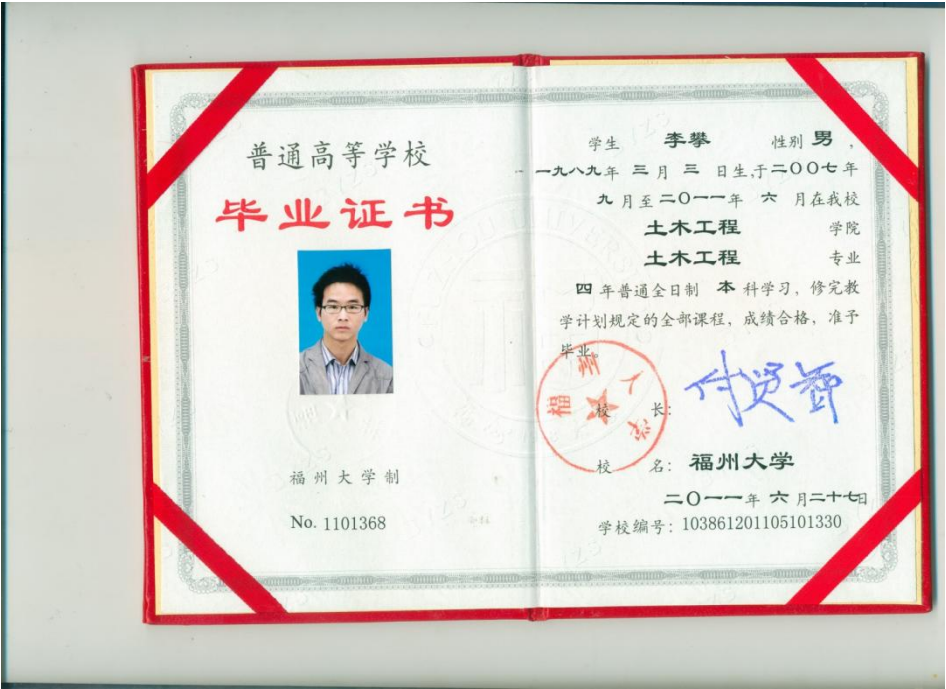 普通高等学校
毕业证书
福州大学制
No. 1101368
学生 李攀 性别 男，
一九八九年 三 月 三 日生，于二〇〇七年
九 月至二〇一一年 六 月在我校
土木工程 学院
土木工程 专业
四 年普通全日制 本 科学习，修完教
学计划规定的全部课程，成绩合格，准予
毕业。
校 长：
校 名：福州大学
二〇一一年 六 月二十七日
学校编号：103861201105101330